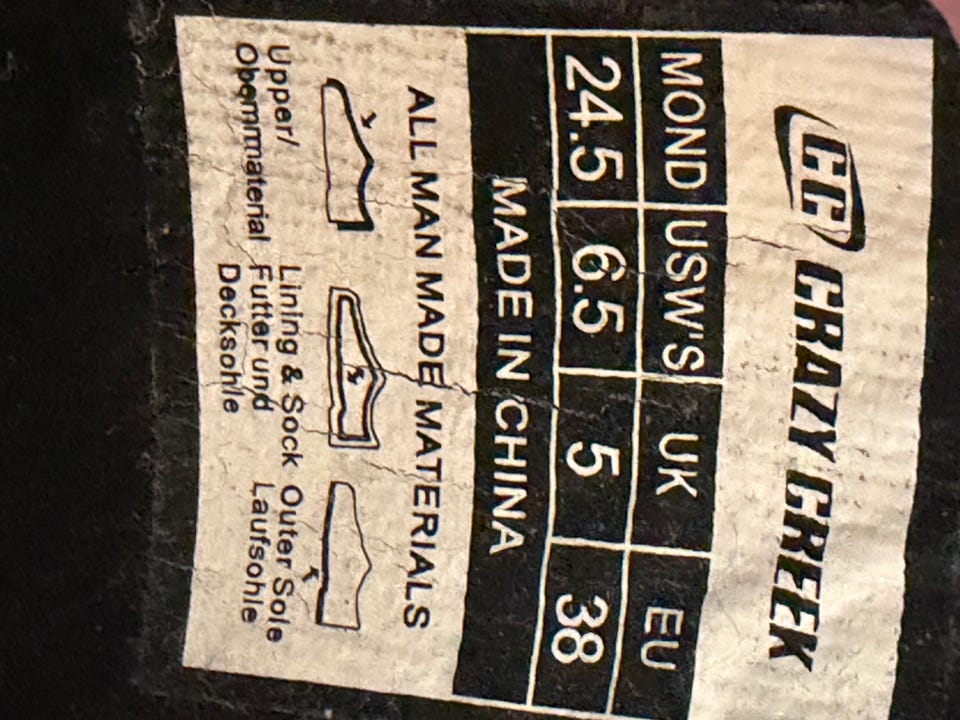 CC CRAZY CREEK
MOND USW'S UK EU
24.5 6.5 5 38
MADE IN CHINA
ALL MAN MADE MATERIALS
Upper/
Obommaterial
Lining & Sock
Futter und
Decksohle
Outer Sole
Laufsohle